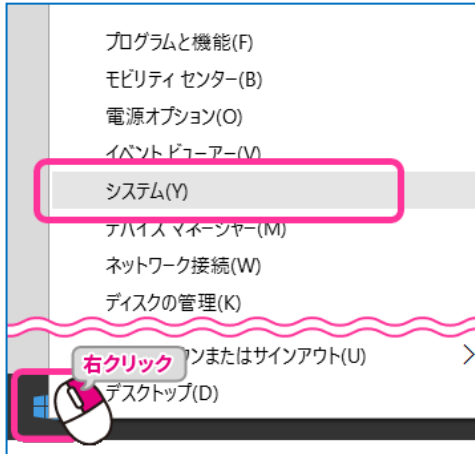 プログラムと機能(F)
モビリティ センター(B)
電源オプション(O)
イベント ビューアー(V)
システム(Y)
デバイス マネージャー(M)
ネットワーク接続(W)
ディスクの管理(K)
ウンまたはサインアウト(U)
右クリック
デスクトップ(D)